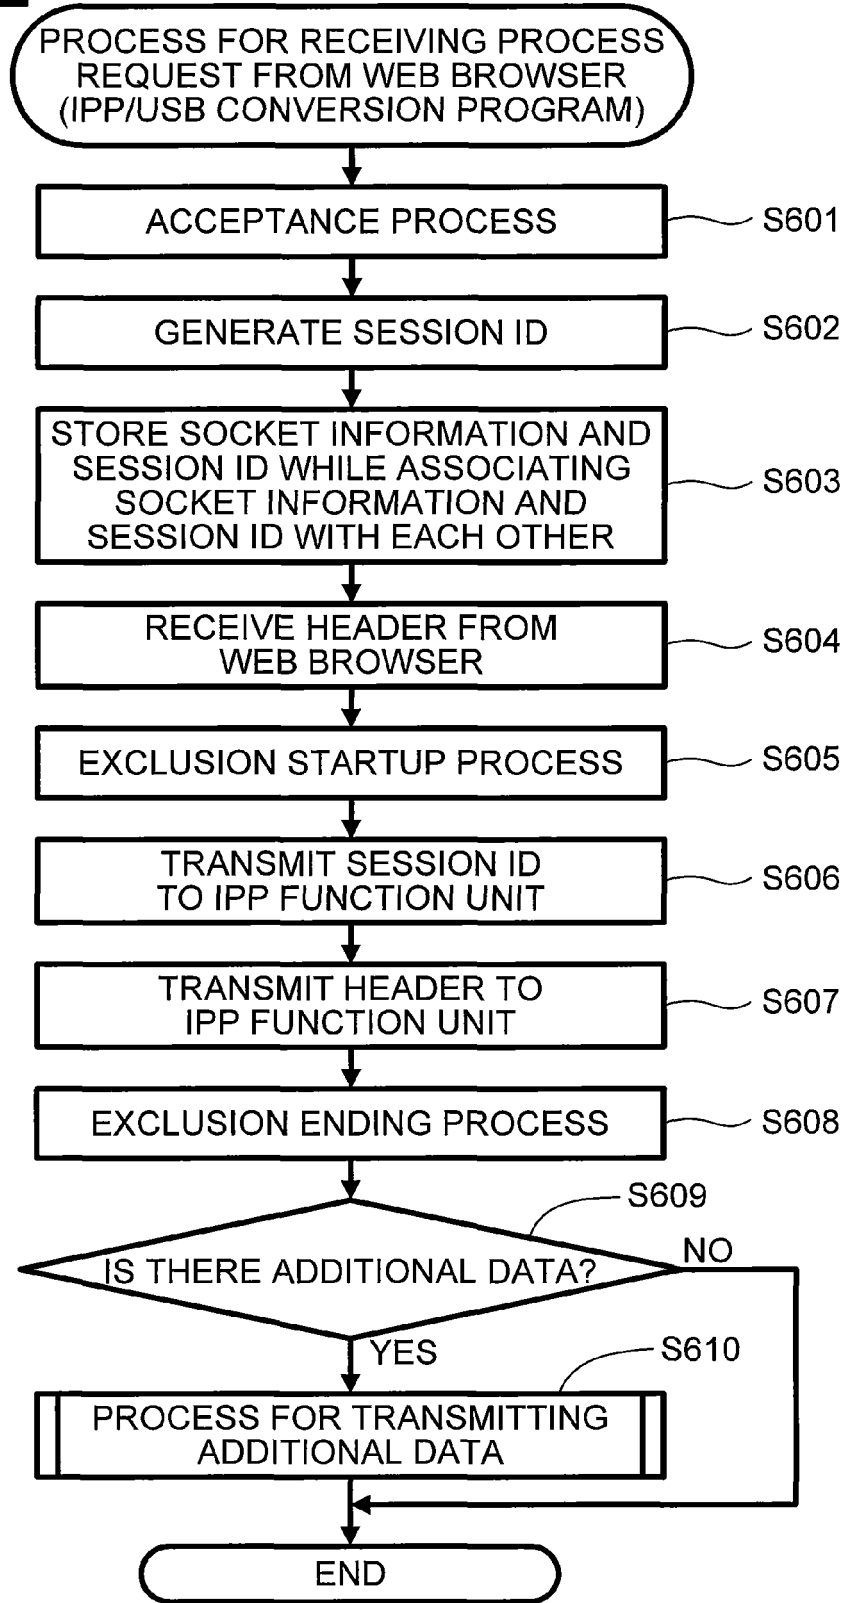 PROCESS FOR RECEIVING PROCESS
REQUEST FROM WEB BROWSER
(IPP/USB CONVERSION PROGRAM)
ACCEPTANCE PROCESS
S601
GENERATE SESSION ID
S602
STORE SOCKET INFORMATION AND
SESSION ID WHILE ASSOCIATING
SOCKET INFORMATION AND
SESSION ID WITH EACH OTHER
S603
RECEIVE HEADER FROM
WEB BROWSER
S604
EXCLUSION STARTUP PROCESS
S605
TRANSMIT SESSION ID
TO IPP FUNCTION UNIT
S606
TRANSMIT HEADER TO
IPP FUNCTION UNIT
S607
EXCLUSION ENDING PROCESS
S608
S609
IS THERE ADDITIONAL DATA?
NO
YES
S610
PROCESS FOR TRANSMITTING
ADDITIONAL DATA
END